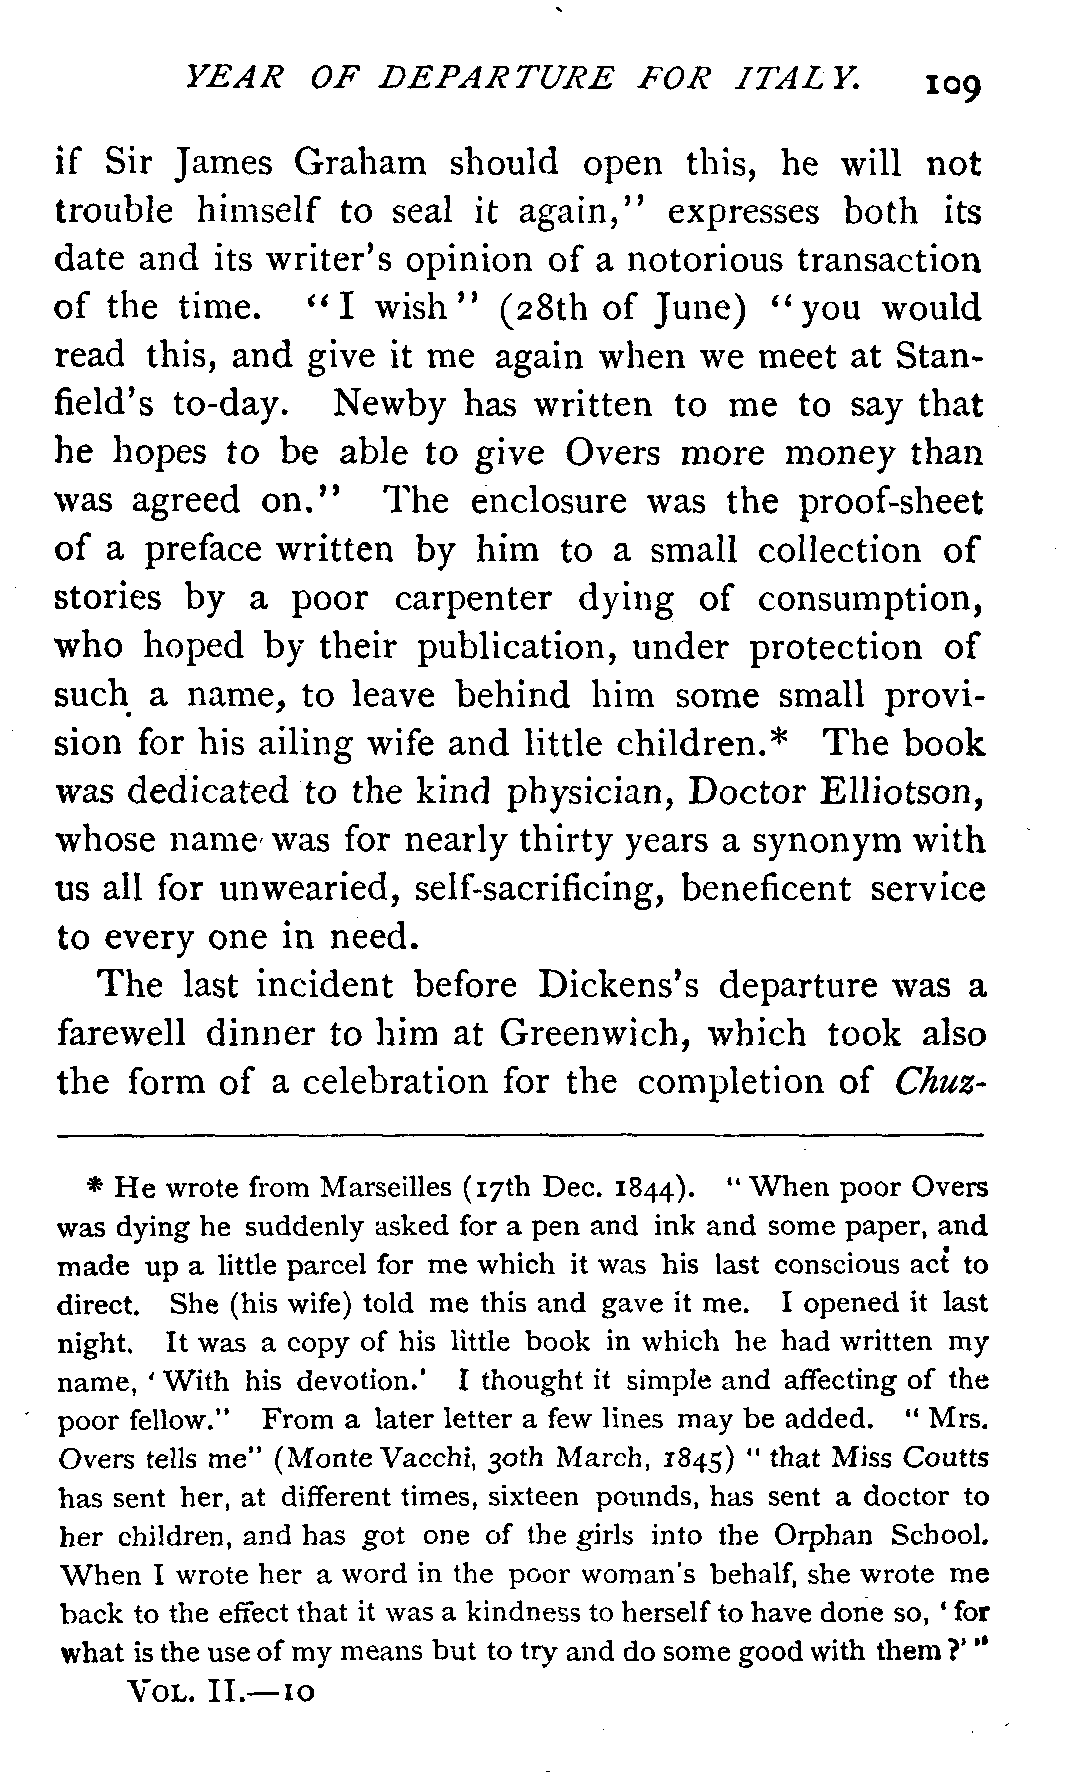 YEAR OF DEPARTURE FOR ITALY. 109
if Sir James Graham should open this, he will not
trouble himself to seal it again,” expresses both its
date and its writer’s opinion of a notorious transaction
of the time. “I wish” (28th of June) “you would
read this, and give it me again when we meet at Stan-
field’s to-day. Newby has written to me to say that
he hopes to be able to give Overs more money than
was agreed on.” The enclosure was the proof-sheet
of a preface written by him to a small collection of
stories by a poor carpenter dying of consumption,
who hoped by their publication, under protection of
such a name, to leave behind him some small provi-
sion for his ailing wife and little children.* The book
was dedicated to the kind physician, Doctor Elliotson,
whose name was for nearly thirty years a synonym with
us all for unwearied, self-sacrificing, beneficent service
to every one in need.
The last incident before Dickens’s departure was a
farewell dinner to him at Greenwich, which took also
the form of a celebration for the completion of Chuz-
* He wrote from Marseilles (17th Dec. 1844). “When poor Overs
was dying he suddenly asked for a pen and ink and some paper, and
made up a little parcel for me which it was his last conscious act to
direct. She (his wife) told me this and gave it me. I opened it last
night. It was a copy of his little book in which he had written my
name, ‘With his devotion.’ I thought it simple and affecting of the
poor fellow.” From a later letter a few lines may be added. “Mrs.
Overs tells me” (Monte Vacchi, 30th March, 1845) “that Miss Coutts
has sent her, at different times, sixteen pounds, has sent a doctor to
her children, and has got one of the girls into the Orphan School.
When I wrote her a word in the poor woman’s behalf, she wrote me
back to the effect that it was a kindness to herself to have done so, ‘for
what is the use of my means but to try and do some good with them?’”
VOL. II.—10